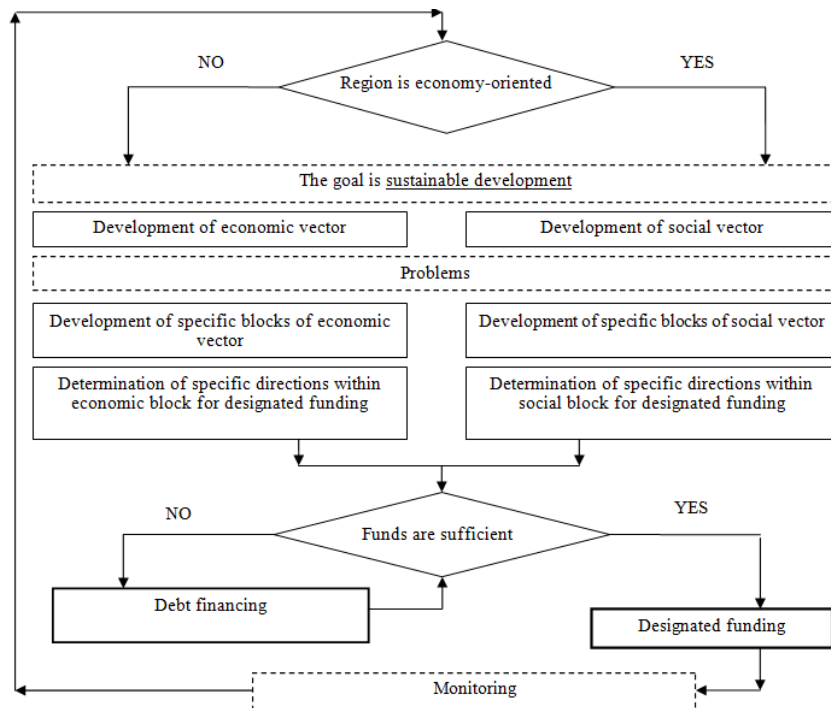 NO
YES
Region is economy-oriented
The goal is sustainable development
Development of economic vector
Development of social vector
Problems
Development of specific blocks of economic
vector
Development of specific blocks of social vector
Determination of specific directions within
economic block for designated funding
Determination of specific directions within
social block for designated funding
NO
YES
Funds are sufficient
Debt financing
Designated funding
Monitoring